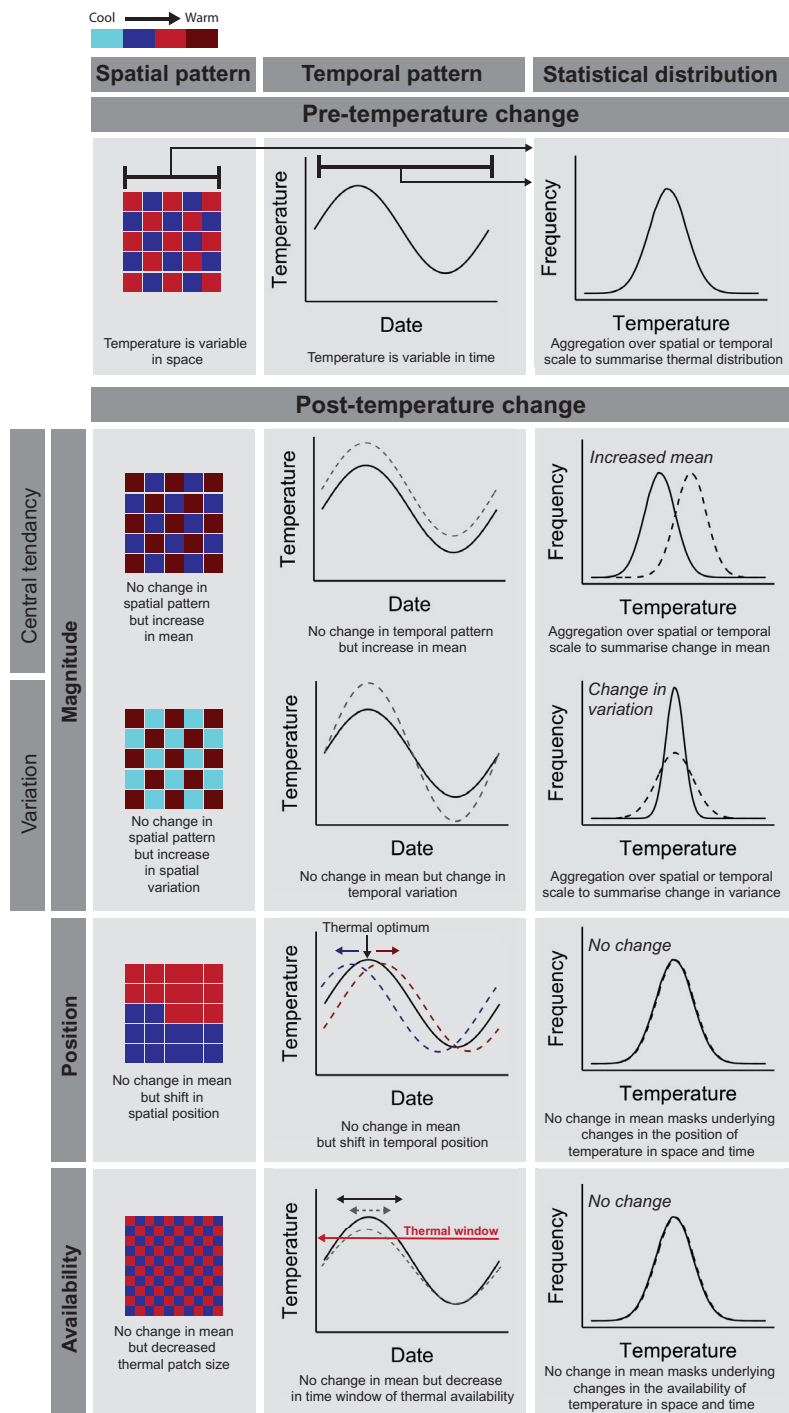 Cool Warm
Spatial pattern
Temporal pattern
Statistical distribution
Pre-temperature change
Temperature is variable
in space
Temperature
Date
Temperature is variable in time
Frequency
Temperature
Aggregation over spatial or temporal
scale to summarise thermal distribution
Post-temperature change
Central tendancy
Magnitude
No change in
spatial pattern
but increase
in mean
Temperature
Date
No change in temporal pattern
but increase in mean
Increased mean
Frequency
Temperature
Aggregation over spatial or temporal
scale to summarise change in mean
Variation
No change in
spatial pattern
but increase
in spatial
variation
Temperature
Date
No change in mean but change in
temporal variation
Change in
variation
Frequency
Temperature
Aggregation over spatial or temporal
scale to summarise change in variance
Position
No change in mean
but shift in
spatial position
Thermal optimum
Temperature
Date
No change in mean
but shift in temporal position
No change
Frequency
Temperature
No change in mean masks underlying
changes in the position of
temperature in space and time
Availability
No change in mean
but decreased
thermal patch size
Thermal window
Temperature
Date
No change in mean but decrease
in time window of thermal availability
No change
Frequency
Temperature
No change in mean masks underlying
changes in the availability of
temperature in space and time